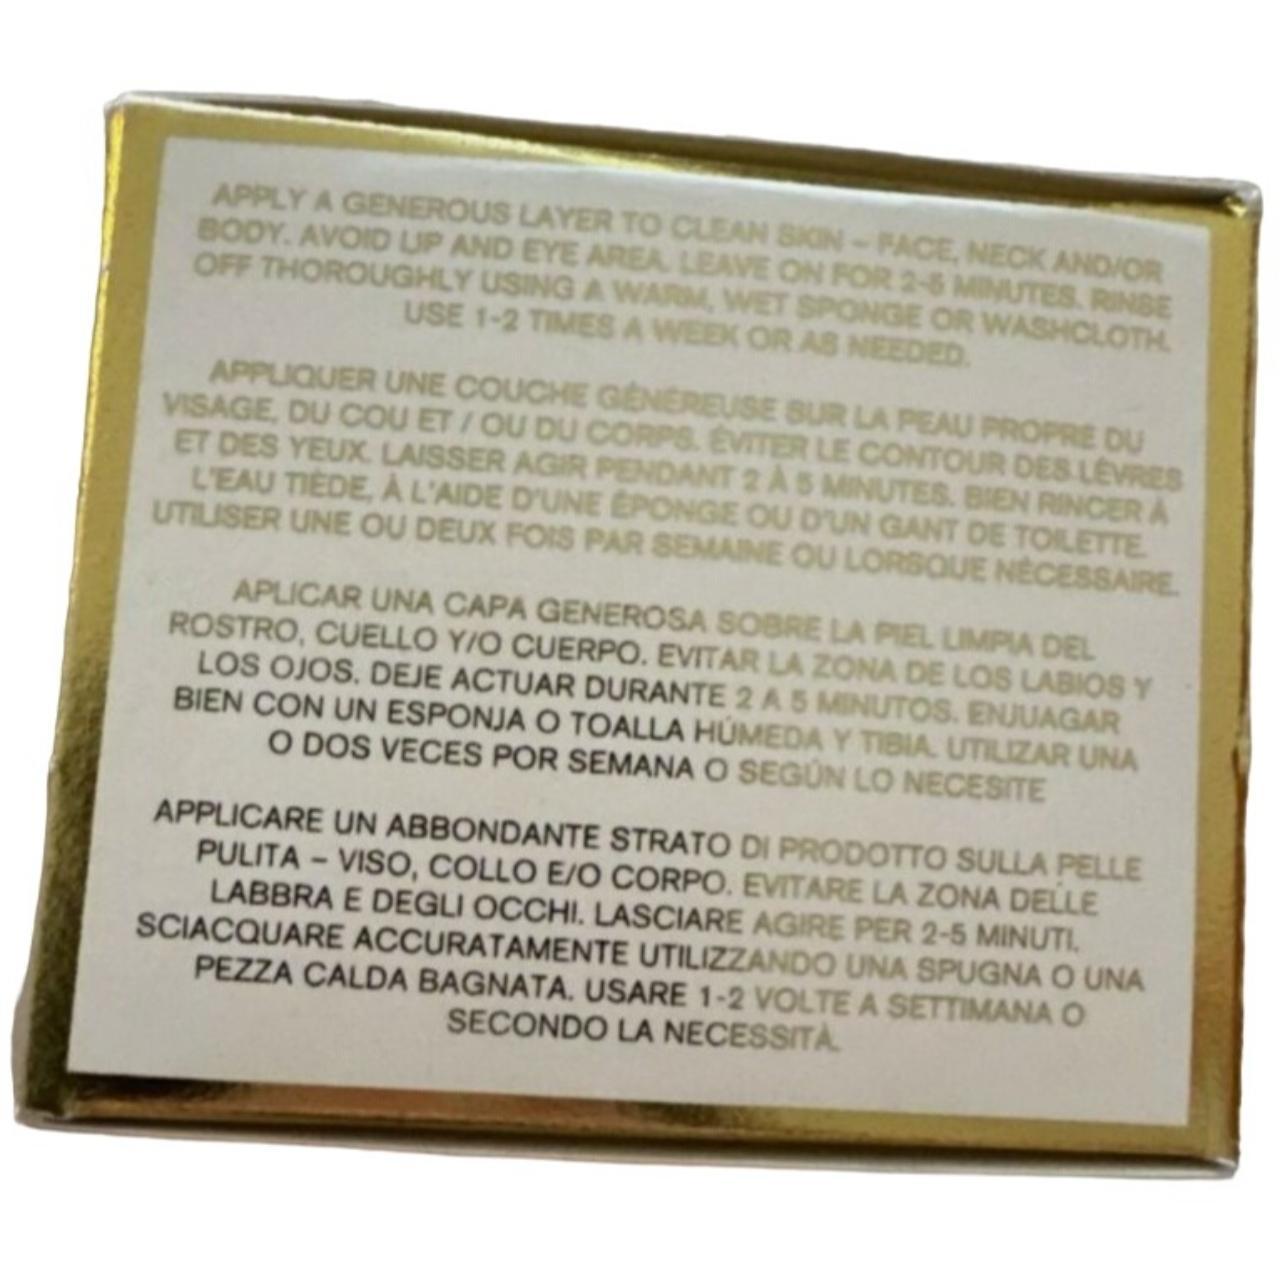 APPLY A GENEROUS LAYER TO CLEAN SKIN – FACE, NECK AND/OR
BODY. AVOID LIP AND EYE AREA. LEAVE ON FOR 2-5 MINUTES. RINSE
OFF THOROUGHLY USING A WARM, WET SPONGE OR WASHCLOTH.
USE 1-2 TIMES A WEEK OR AS NEEDED.
APPLIQUER UNE COUCHE GÉNÉREUSE SUR LA PEAU PROPRE DU
VISAGE, DU COU ET / OU DU CORPS. ÉVITER LE CONTOUR DES LÈVRES
ET DES YEUX. LAISSER AGIR PENDANT 2 À 5 MINUTES. BIEN RINCER À
L'EAU TIÈDE, À L'AIDE D'UNE ÉPONGE OU D'UN GANT DE TOILETTE.
UTILISER UNE OU DEUX FOIS PAR SEMAINE OU LORSQUE NÉCESSAIRE.
APLICAR UNA CAPA GENEROSA SOBRE LA PIEL LIMPIA DEL
ROSTRO, CUELLO Y/O CUERPO. EVITAR LA ZONA DE LOS LABIOS Y
LOS OJOS. DEJE ACTUAR DURANTE 2 A 5 MINUTOS. ENJUAGAR
BIEN CON UN ESPONJA O TOALLA HÚMEDA Y TIBIA. UTILIZAR UNA
O DOS VECES POR SEMANA O SEGÚN LO NECESITE
APPLICARE UN ABBONDANTE STRATO DI PRODOTTO SULLA PELLE
PULITA – VISO, COLLO E/O CORPO. EVITARE LA ZONA DELLE
LABBRA E DEGLI OCCHI. LASCIARE AGIRE PER 2-5 MINUTI.
SCIACQUARE ACCURATAMENTE UTILIZZANDO UNA SPUGNA O UNA
PEZZA CALDA BAGNATA. USARE 1-2 VOLTE A SETTIMANA O
SECONDO LA NECESSITÀ.